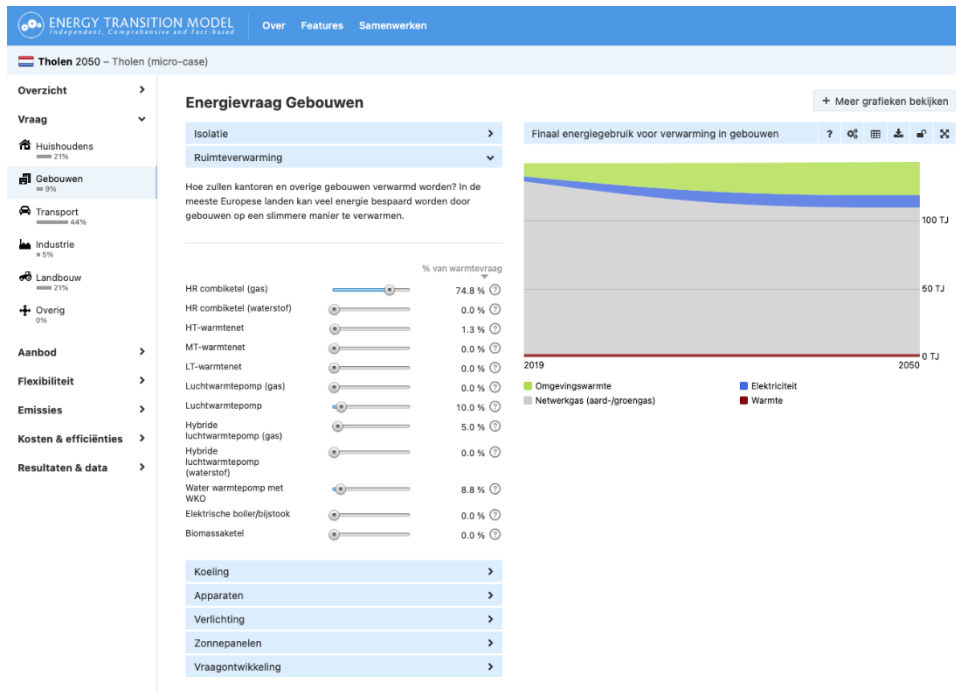 ENERGY TRANSITION MODEL
Independent, Comprehensive and Fact-based
Over Features Samenwerken
Tholen 2050 – Tholen (micro-case)
Overzicht
Vraag
Huishoudens
21%
Gebouwen
9%
Transport
44%
Industrie
5%
Landbouw
21%
Overig
0%
Aanbod
Flexibiliteit
Emissies
Kosten & efficiënties
Resultaten & data
Energievraag Gebouwen
+ Meer grafieken bekijken
Isolatie
Ruimteverwarming
Hoe zullen kantoren en overige gebouwen verwarmd worden? In de
meeste Europese landen kan veel energie bespaard worden door
gebouwen op een slimmere manier te verwarmen.
% van warmtevraag
HR combiketel (gas) 74.8 % ?
HR combiketel (waterstof) 0.0 % ?
HT-warmtenet 1.3 % ?
MT-warmtenet 0.0 % ?
LT-warmtenet 0.0 % ?
Luchtwarmtepomp (gas) 0.0 % ?
Luchtwarmtepomp 10.0 % ?
Hybride
luchtwarmtepomp (gas) 5.0 % ?
Hybride
luchtwarmtepomp
(waterstof) 0.0 % ?
Water warmtepomp met
WKO 8.8 % ?
Elektrische boiler/bijstook 0.0 % ?
Biomassaketel 0.0 % ?
Koeling
Apparaten
Verlichting
Zonnepanelen
Vraagontwikkeling
Finaal energiegebruik voor verwarming in gebouwen ?
100 TJ
50 TJ
0 TJ
2019 2050
Omgevingswarmte Elektriciteit
Netwerkgas (aard-/groengas) Warmte